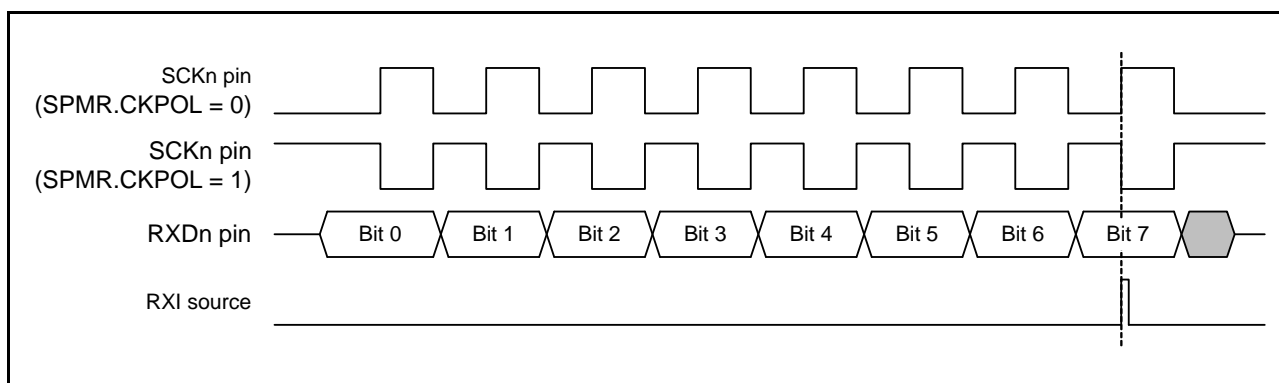 SCKn pin
(SPMR.CKPOL = 0)
SCKn pin
(SPMR.CKPOL = 1)
RXDn pin
Bit 0 Bit 1 Bit 2 Bit 3 Bit 4 Bit 5 Bit 6 Bit 7
RXI source